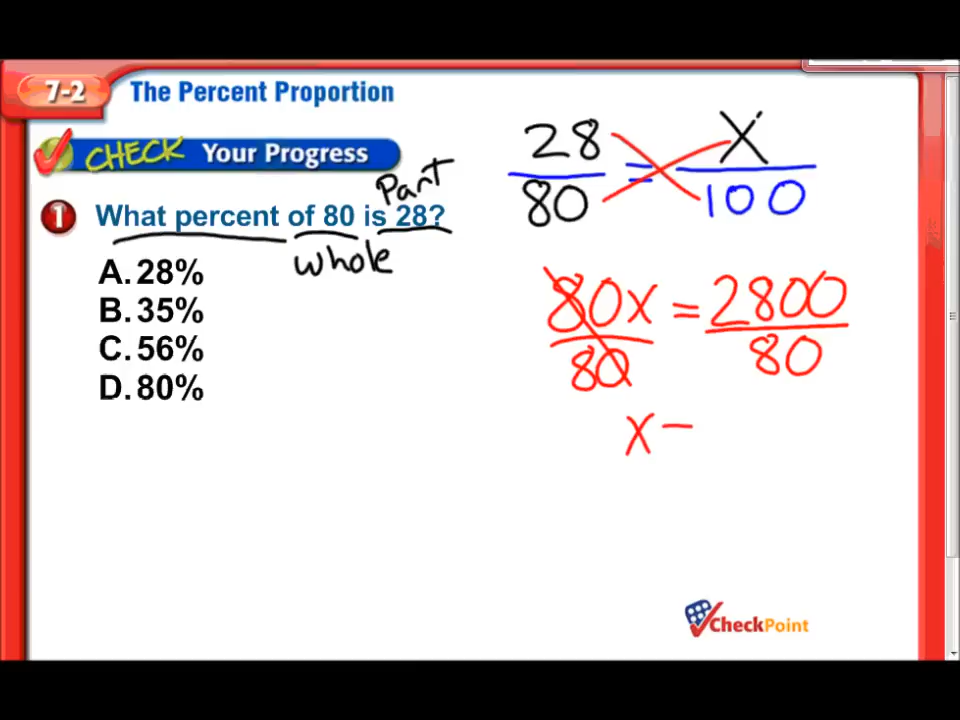 7-2 The Percent Proportion
CHECK Your Progress
Part
1 What percent of 80 is 28?
whole
A. 28%
B. 35%
C. 56%
D. 80%
28 = X
80 100
80x = 2800
80 80
x =
CheckPoint